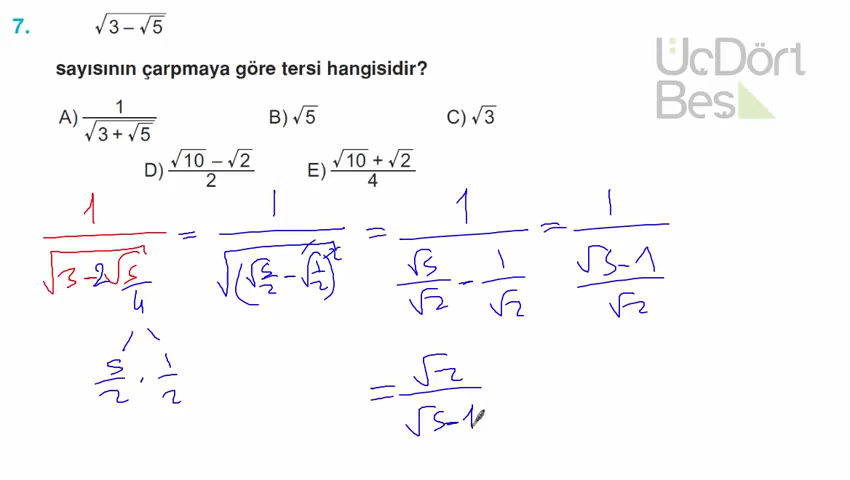 7. √(3 – √5)
ÜçDört
Beş
sayısının çarpmaya göre tersi hangisidir?
A) 1/√(3 + √5) B) √5 C) √3
D) (√10 – √2)/2 E) (√10 + √2)/4
1/√(3 - 2√(5/4)) = 1/√((√(5/2) - √(1/2))²) = 1/(√5/√2 - 1/√2) = 1/((√5 - 1)/√2)
5/2 · 1/2
= √2/(√5 - 1)